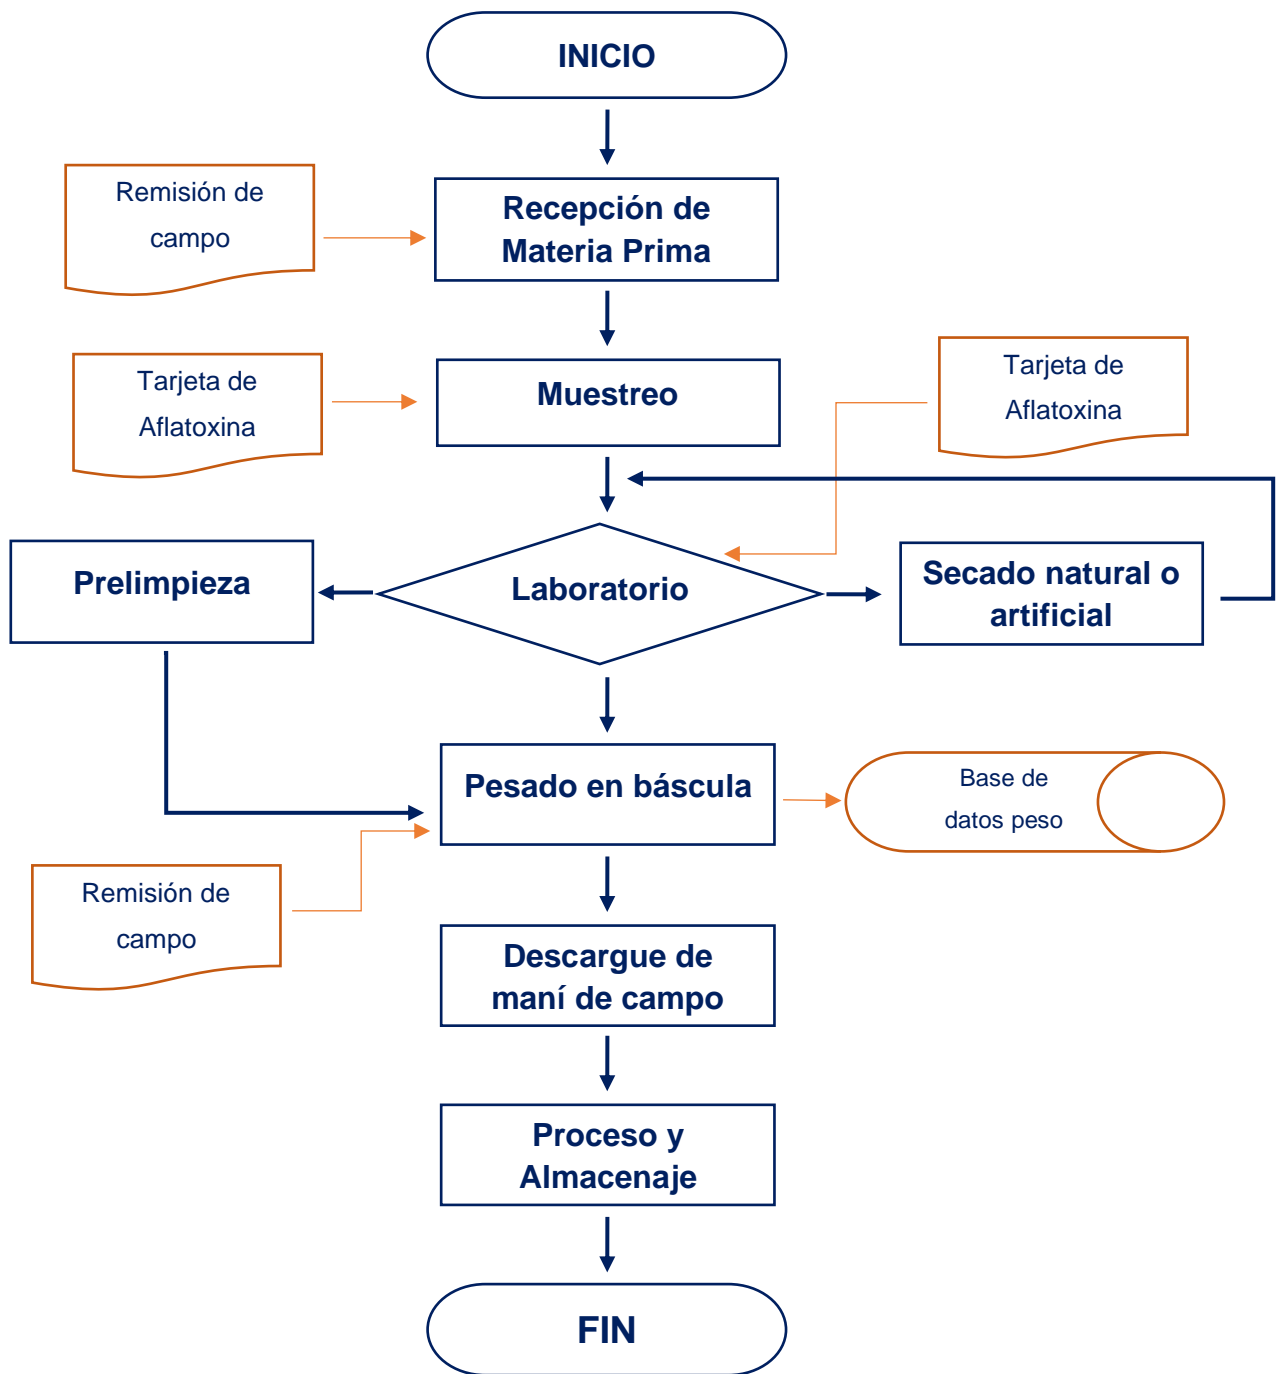 INICIO
Remisión de
campo
Recepción de
Materia Prima
Tarjeta de
Aflatoxina
Muestreo
Tarjeta de
Aflatoxina
Prelimpieza
Laboratorio
Secado natural o
artificial
Pesado en báscula
Base de
datos peso
Remisión de
campo
Descargue de
maní de campo
Proceso y
Almacenaje
FIN